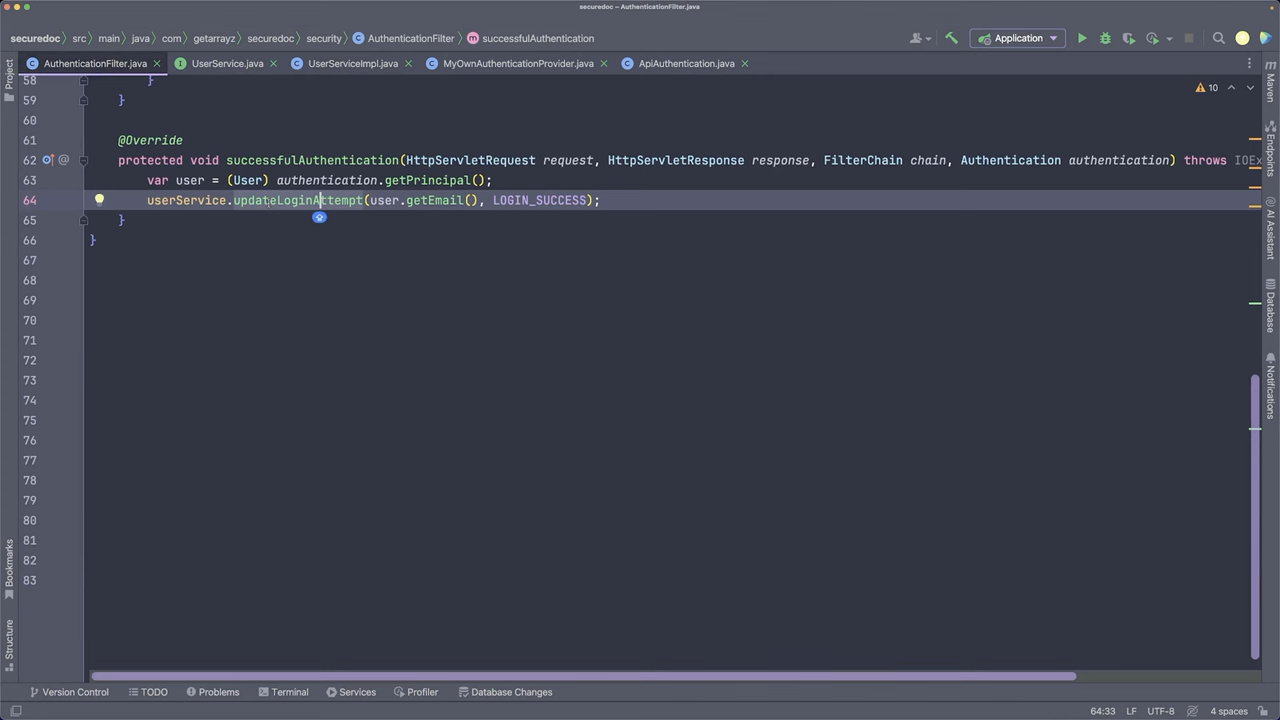 securedoc – AuthenticationFilter.java
securedoc src main java com getarrayz securedoc security AuthenticationFilter successfulAuthentication
Application
AuthenticationFilter.java UserService.java UserServiceImpl.java MyOwnAuthenticationProvider.java ApiAuthentication.java
Project
10
58 }
59 }
60
61 @Override
62 protected void successfulAuthentication(HttpServletRequest request, HttpServletResponse response, FilterChain chain, Authentication authentication) throws IOEx
63 var user = (User) authentication.getPrincipal();
64 userService.updateLoginAttempt(user.getEmail(), LOGIN_SUCCESS);
65 }
66 }
67
68
69
70
71
72
73
74
75
76
77
78
79
80
81
82
83
m
Maven
Endpoints
AI Assistant
Database
Notifications
Bookmarks
Structure
Version Control TODO Problems Terminal Services Profiler Database Changes
64:33 LF UTF-8 4 spaces